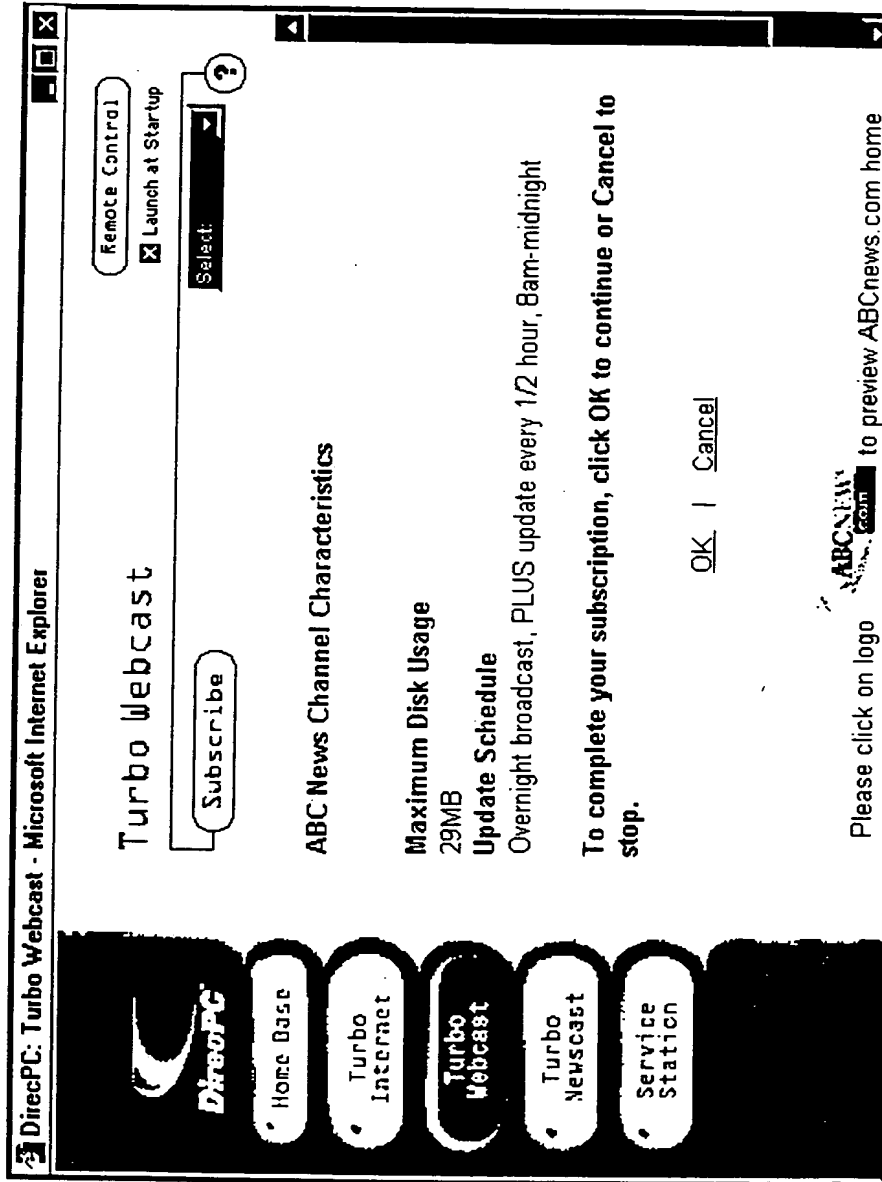 DirecPC: Turbo Webcast - Microsoft Internet Explorer
DirecPC
Home Base
Turbo
Internet
Turbo
Webcast
Turbo
Newscast
Service
Station
Turbo Webcast
Remote Control
Launch at Startup
Subscribe
Select:
?
ABC News Channel Characteristics
Maximum Disk Usage
29MB
Update Schedule
Overnight broadcast, PLUS update every 1/2 hour, 8am-midnight
To complete your subscription, click OK to continue or Cancel to
stop.
OK | Cancel
Please click on logo ABCNEWS .com to preview ABCnews.com home